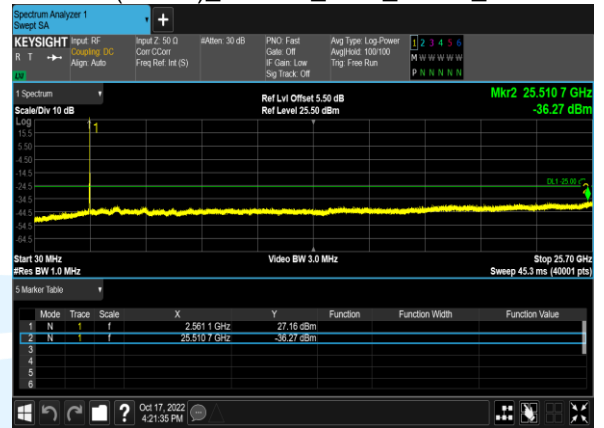 Spectrum Analyzer 1
Swept SA
KEYSIGHT
R T
LV
Input: RF
Coupling: DC
Align: Auto
Input Z: 50 Ω
Corr CCorr
Freq Ref: Int (S)
#Atten: 30 dB
PNO: Fast
Gate: Off
IF Gain: Low
Sig Track: Off
Avg Type: Log-Power
Avg|Hold: 100/100
Trig: Free Run
1 2 3 4 5 6
M W W W W W
P N N N N N
1 Spectrum
Scale/Div 10 dB
Ref Lvl Offset 5.50 dB
Ref Level 25.50 dBm
Mkr2 25.510 7 GHz
-36.27 dBm
Log
15.5
5.50
-4.50
-14.5
-24.5
-34.5
-44.5
-54.5
-64.5
1
DL1 -25.00
Start 30 MHz
#Res BW 1.0 MHz
Video BW 3.0 MHz
Stop 25.70 GHz
Sweep 45.3 ms (40001 pts)
5 Marker Table
Mode Trace Scale X Y Function Function Width Function Value
1 N 1 f 2.561 1 GHz 27.16 dBm
2 N 1 f 25.510 7 GHz -36.27 dBm
3
4
5
6
?
Oct 17, 2022
4:21:35 PM